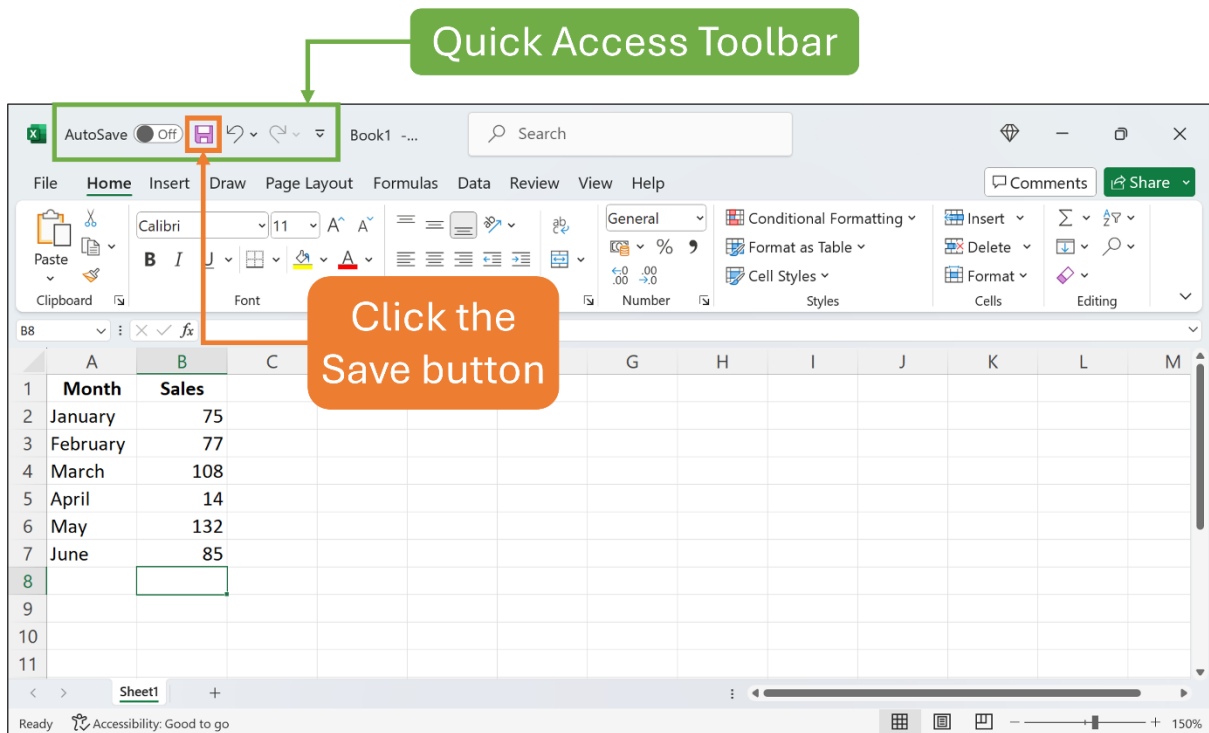 Quick Access Toolbar
AutoSave Off Book1 -... Search
File Home Insert Draw Page Layout Formulas Data Review View Help Comments Share
Calibri 11 A^ Aˇ ab General Conditional Formatting Insert Σ
Paste B I U A % 9 Format as Table Delete
Cell Styles Format
Clipboard Font Number Styles Cells Editing
Click the
Save button
B8 fx
A B C G H I J K L M
1 Month Sales
2 January 75
3 February 77
4 March 108
5 April 14
6 May 132
7 June 85
8
9
10
11
Sheet1 +
Ready Accessibility: Good to go 150%